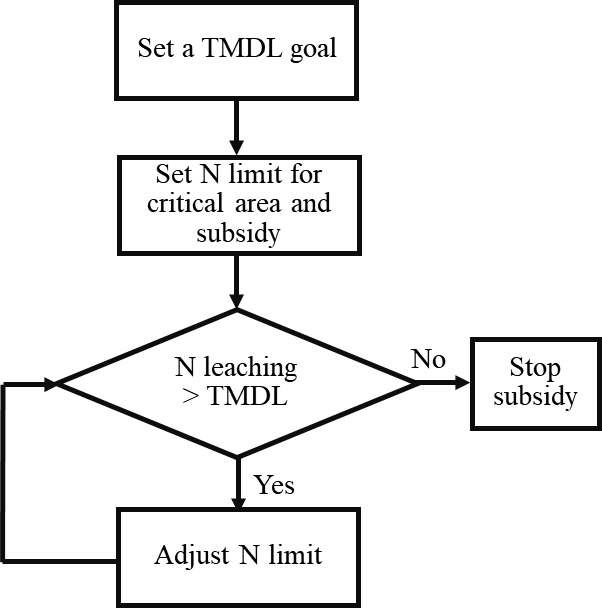 Set a TMDL goal
Set N limit for
critical area and
subsidy
N leaching
> TMDL
No
Stop
subsidy
Yes
Adjust N limit